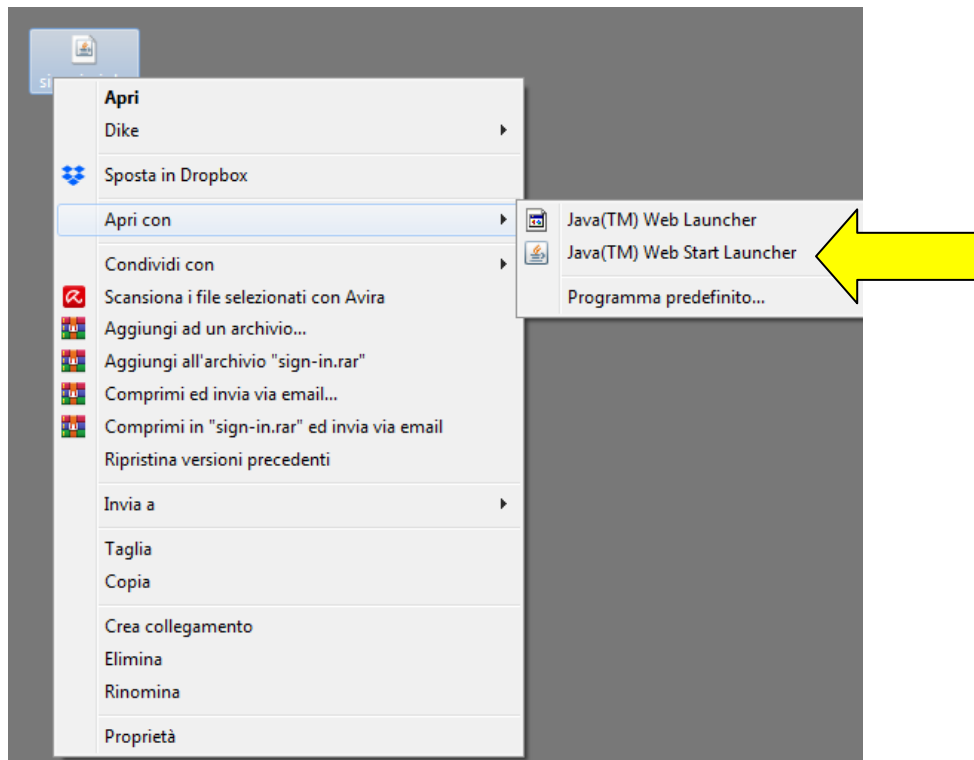 Apri
Dike
Sposta in Dropbox
Apri con
Java(TM) Web Launcher
Java(TM) Web Start Launcher
Programma predefinito...
Condividi con
Scansiona i file selezionati con Avira
Aggiungi ad un archivio...
Aggiungi all'archivio "sign-in.rar"
Comprimi ed invia via email...
Comprimi in "sign-in.rar" ed invia via email
Ripristina versioni precedenti
Invia a
Taglia
Copia
Crea collegamento
Elimina
Rinomina
Proprietà